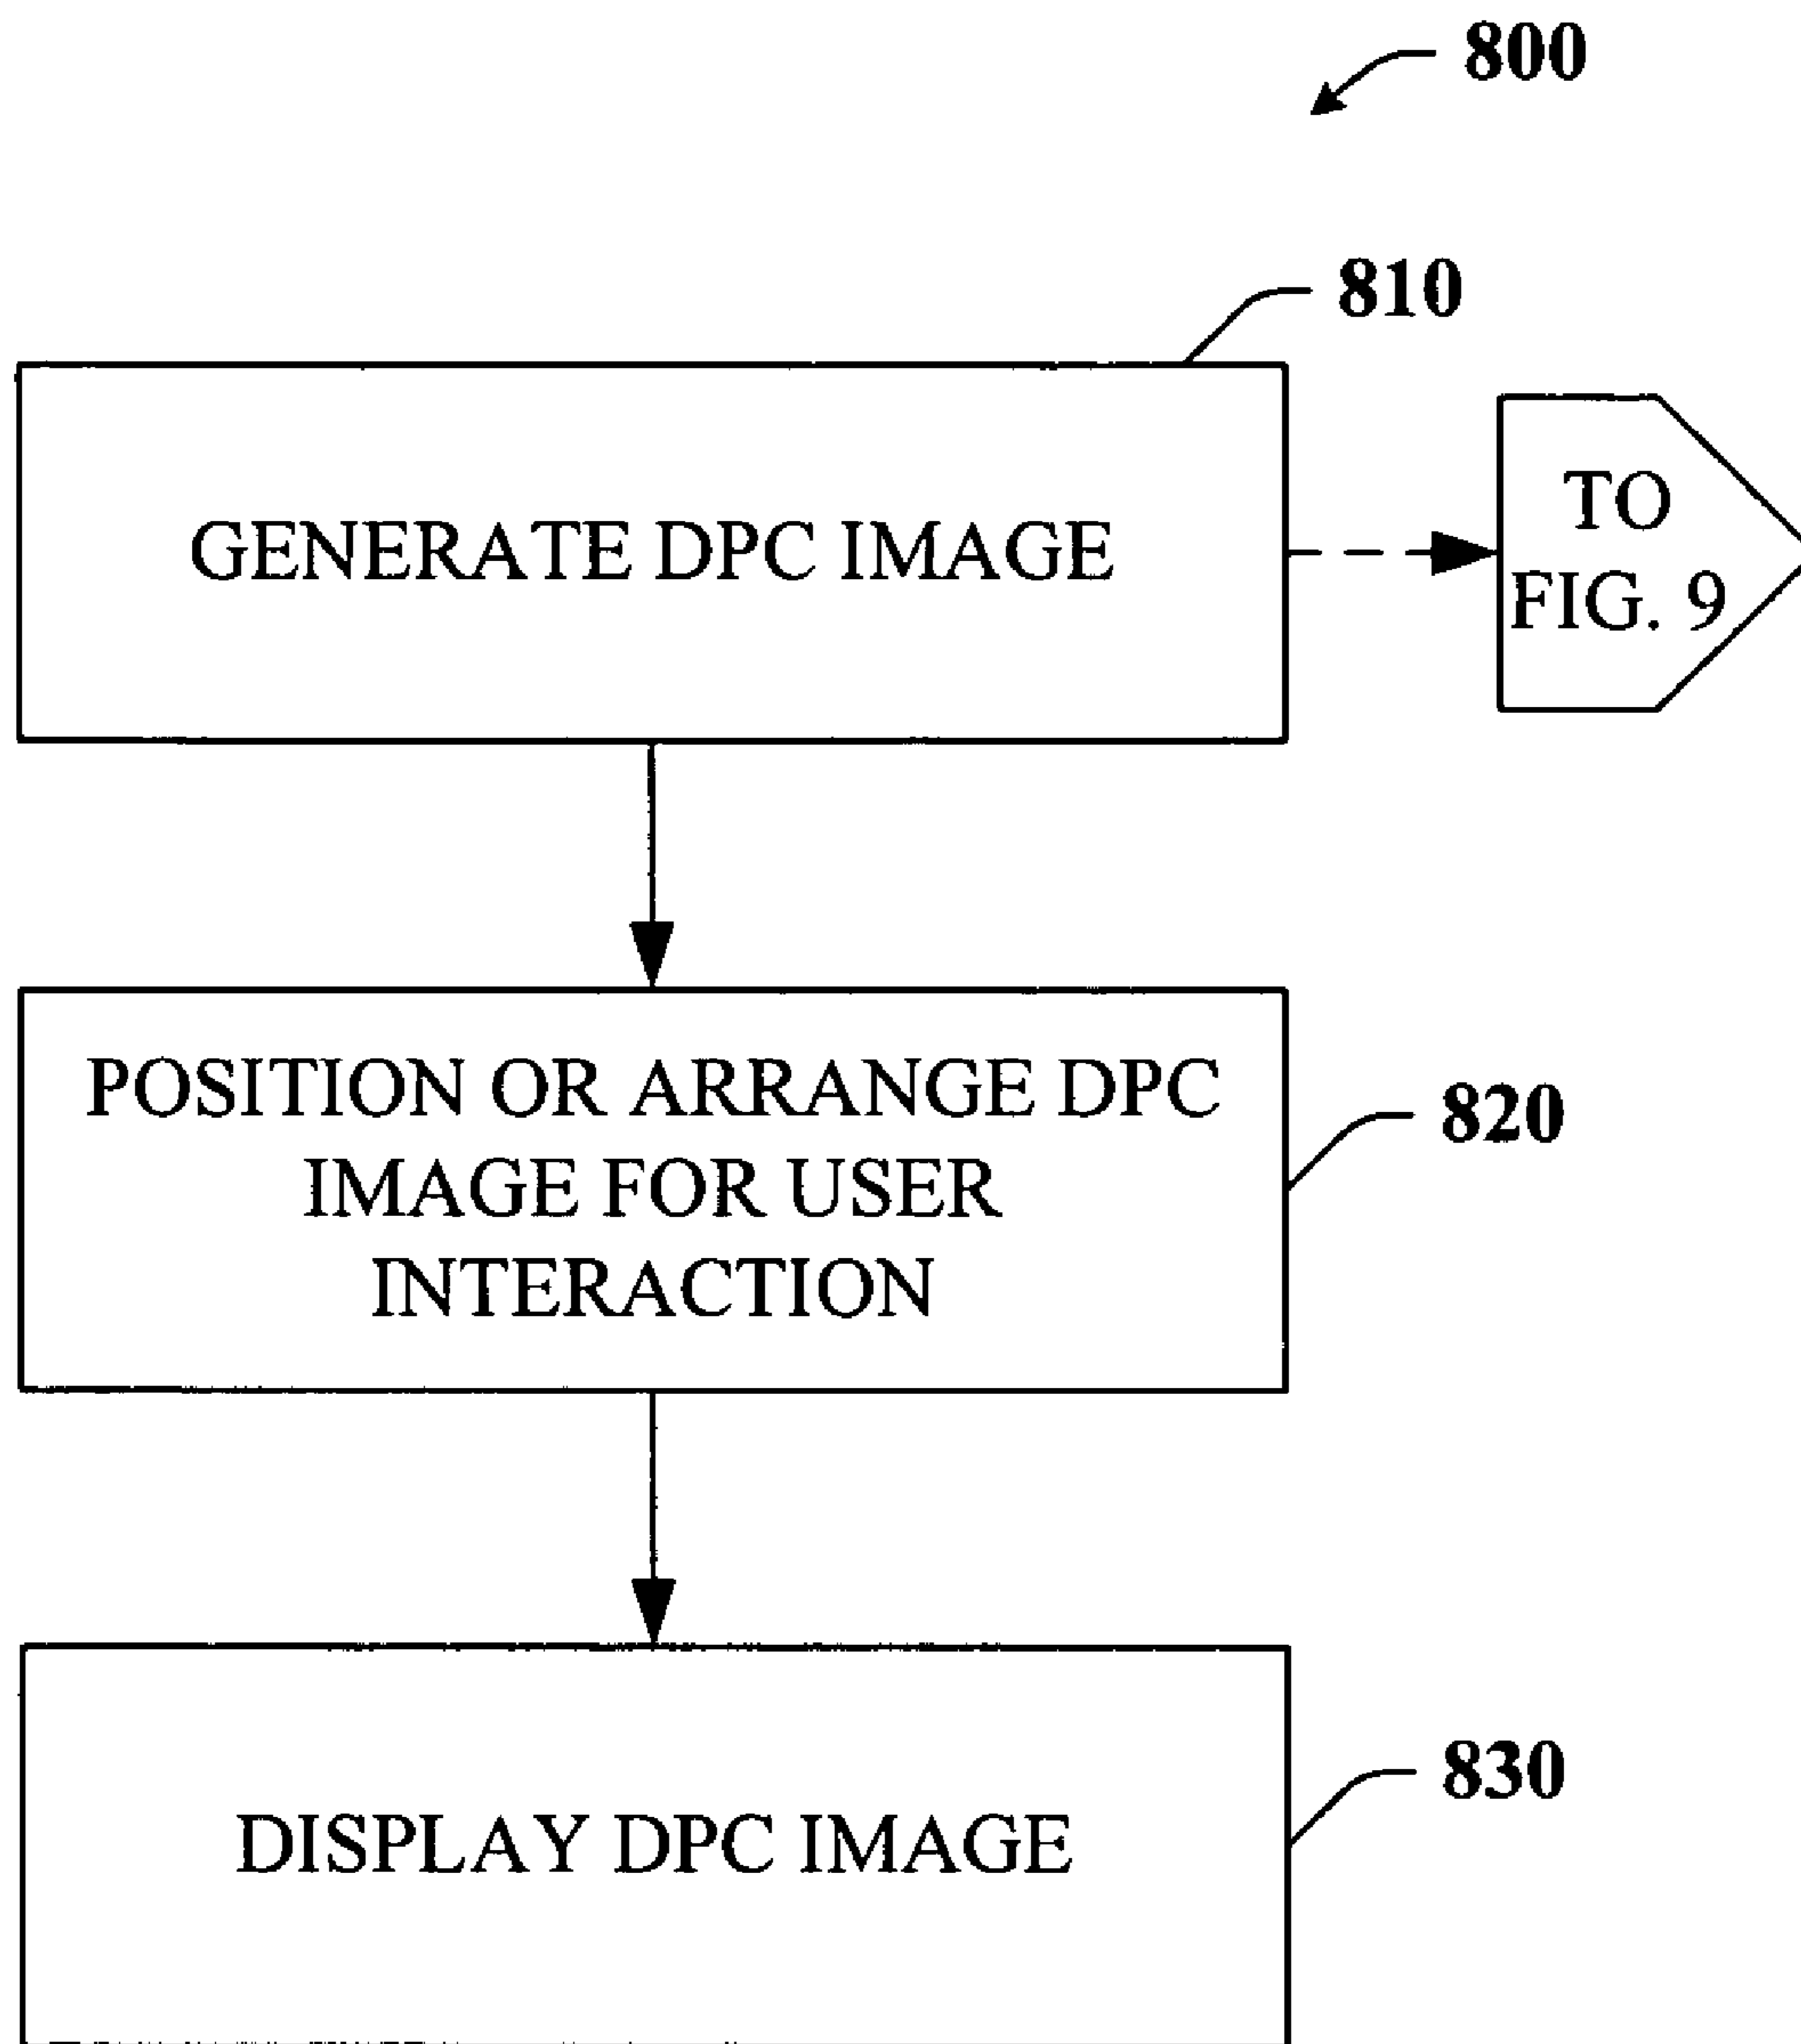 800
810
GENERATE DPC IMAGE
TO
FIG. 9
POSITION OR ARRANGE DPC
IMAGE FOR USER
INTERACTION
820
DISPLAY DPC IMAGE
830